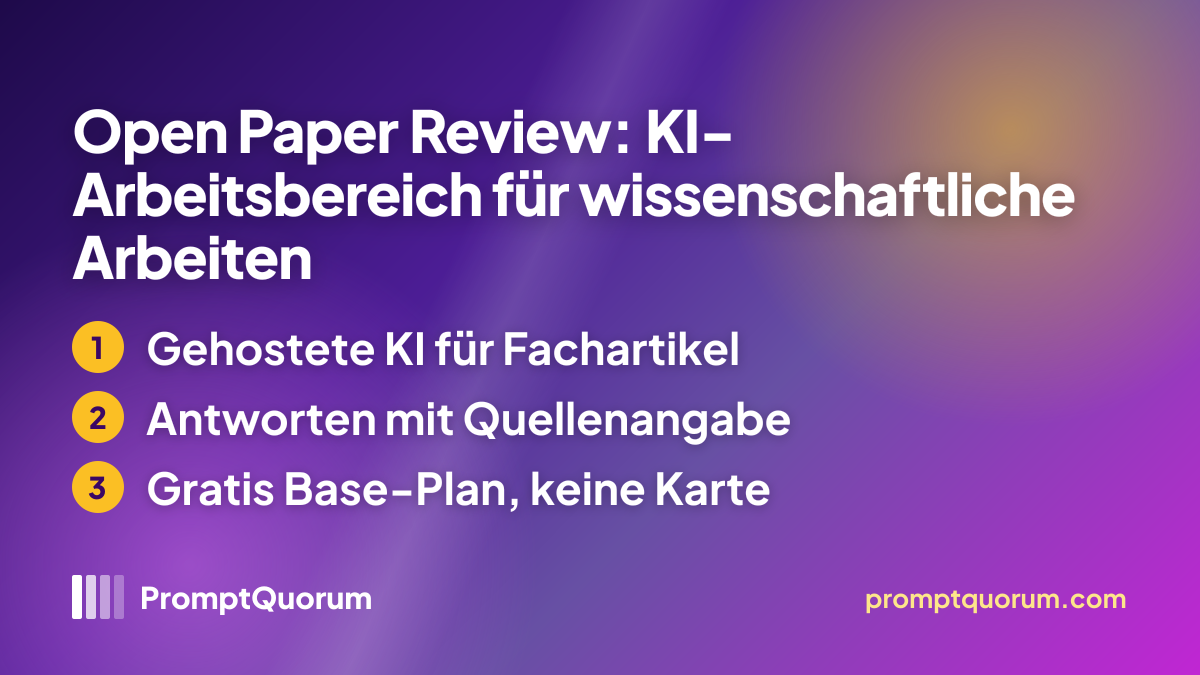 Open Paper Review: KI-
Arbeitsbereich für wissenschaftliche
Arbeiten
1 Gehostete KI für Fachartikel
2 Antworten mit Quellenangabe
3 Gratis Base-Plan, keine Karte
PromptQuorum
promptquorum.com